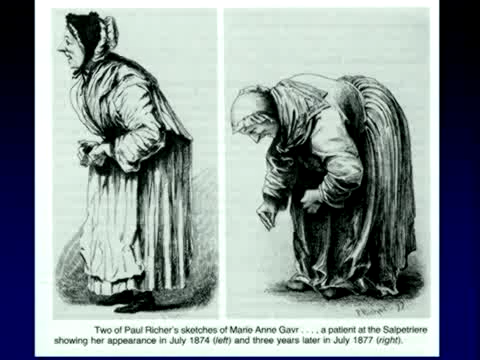 Two of Paul Richer's sketches of Marie Anne Gavr . . . . , a patient at the Salpetriere
showing her appearance in July 1874 (left) and three years later in July 1877 (right).